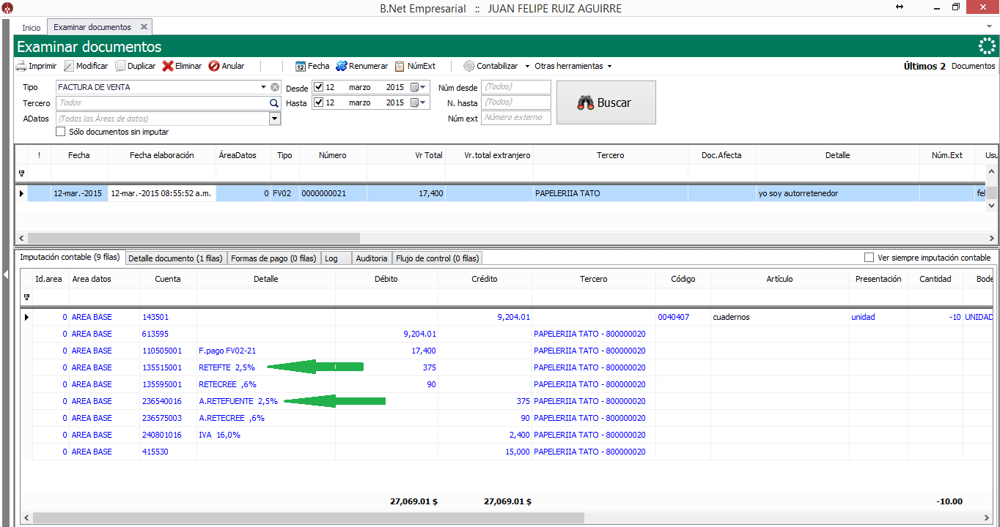 B.Net Empresarial :: JUAN FELIPE RUIZ AGUIRRE
Inicio Examinar documentos
Examinar documentos
Imprimir Modificar Duplicar Eliminar Anular Fecha Renumerar NúmExt Contabilizar Otras herramientas Últimos 2 Documentos
Tipo FACTURA DE VENTA Desde 12 marzo 2015 Núm desde (Todos)
Tercero Todos Hasta 12 marzo 2015 N. hasta (Todos)
ADatos (Todas las Áreas de datos) Núm ext Número externo
Buscar
Sólo documentos sin imputar
! Fecha Fecha elaboración ÁreaDatos Tipo Número Vr Total Vr.total extranjero Tercero Doc.Afecta Detalle Núm.Ext Usu
12-mar.-2015 12-mar.-2015 08:55:52 a.m. 0 FV02 0000000021 17,400 PAPELERIIA TATO yo soy autorretenedor fel
Imputación contable (9 filas) Detalle documento (1 filas) Formas de pago (0 filas) Log Auditoria Flujo de control (0 filas) Ver siempre imputación contable
Id.area Area datos Cuenta Detalle Débito Crédito Tercero Código Artículo Presentación Cantidad Bode
0 AREA BASE 143501 9,204.01 0040407 cuadernos unidad -10 UNIDAD
0 AREA BASE 613595 9,204.01 PAPELERIIA TATO - 800000020
0 AREA BASE 110505001 F.pago FV02-21 17,400 PAPELERIIA TATO - 800000020
0 AREA BASE 135515001 RETEFTE 2,5% 375 PAPELERIIA TATO - 800000020
0 AREA BASE 135595001 RETECREE ,6% 90 PAPELERIIA TATO - 800000020
0 AREA BASE 236540016 A.RETEFUENTE 2,5% 375 PAPELERIIA TATO - 800000020
0 AREA BASE 236575003 A.RETECREE ,6% 90 PAPELERIIA TATO - 800000020
0 AREA BASE 240801016 IVA 16,0% 2,400 PAPELERIIA TATO - 800000020
0 AREA BASE 415530 15,000 PAPELERIIA TATO - 800000020
27,069.01 $ 27,069.01 $ -10.00